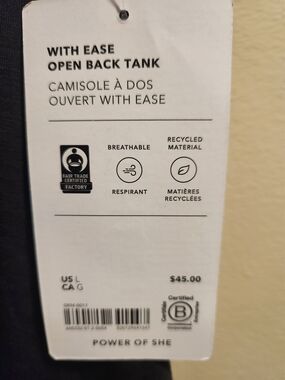 WITH EASE
OPEN BACK TANK
CAMISOLE À DOS
OUVERT WITH EASE
FAIR TRADE
CERTIFIED
FACTORY
BREATHABLE
RESPIRANT
RECYCLED
MATERIAL
MATIÈRES
RECYCLÉES
US L
CA G
$45.00
Certified
B
Corporation
POWER OF SHE